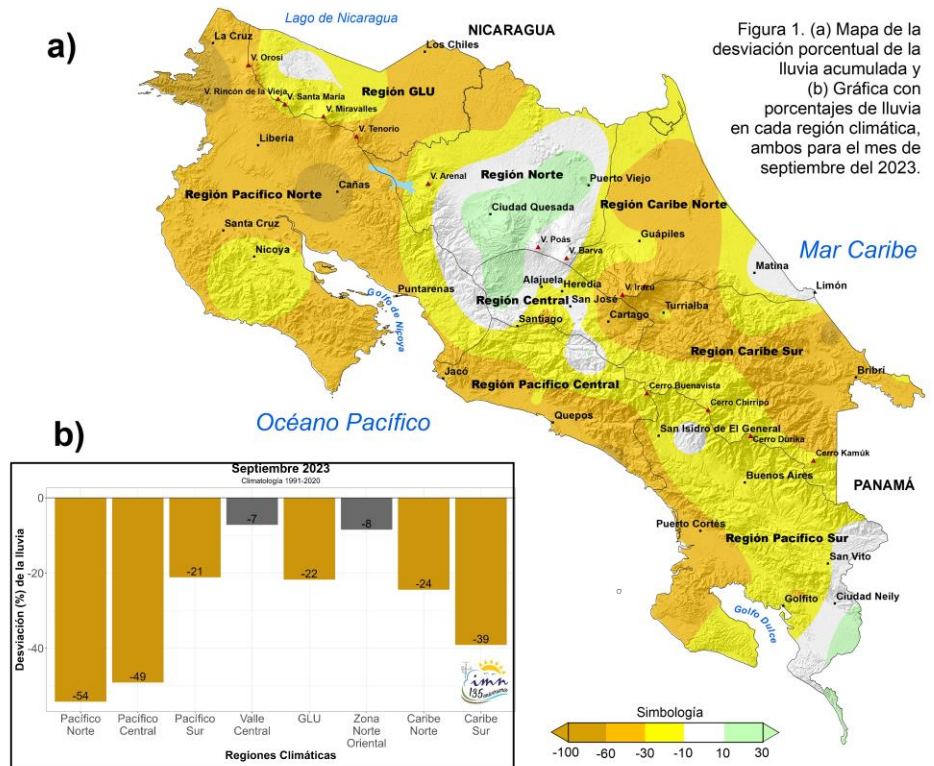 a)
Lago de Nicaragua
NICARAGUA
Figura 1. (a) Mapa de la
desviación porcentual de la
lluvia acumulada y
(b) Gráfica con
porcentajes de lluvia
en cada región climática,
ambos para el mes de
septiembre del 2023.
La Cruz
Los Chiles
V. Orosi
V. Rincón de la Vieja
V. Santa María
Región GLU
V. Miravalles
V. Tenorio
Liberia
Región Norte
Puerto Viejo
V. Arenal
Región Pacífico Norte
Cañas
Región Caribe Norte
Ciudad Quesada
Santa Cruz
Guápiles
Nicoya
V. Poás
V. Barva
Mar Caribe
Matina
Limón
Puntarenas
Alajuela
Heredia
V. Irazú
Golfo de Nicoya
Región Central
San José
Turrialba
Santiago
Cartago
Region Caribe Sur
Bribri
Jacó
Región Pacífico Central
Cerro Buenavista
Cerro Chirripó
Océano Pacífico
Quepos
San Isidro de El General
Cerro Dúrika
Cerro Kamúk
Buenos Aires
PANAMÁ
Puerto Cortés
Región Pacífico Sur
San Vito
Golfito
Ciudad Neily
Golfo Dulce
b)
Septiembre 2023
Climatología 1991-2020
Desviación (%) de la lluvia
0
-20
-40
-54
-49
-21
-7
-22
-8
-24
-39
imn
135
Pacífico Norte
Pacífico Central
Pacífico Sur
Valle Central
GLU
Zona Norte Oriental
Caribe Norte
Caribe Sur
Regiones Climáticas
Simbología
-100 -60 -30 -10 10 30